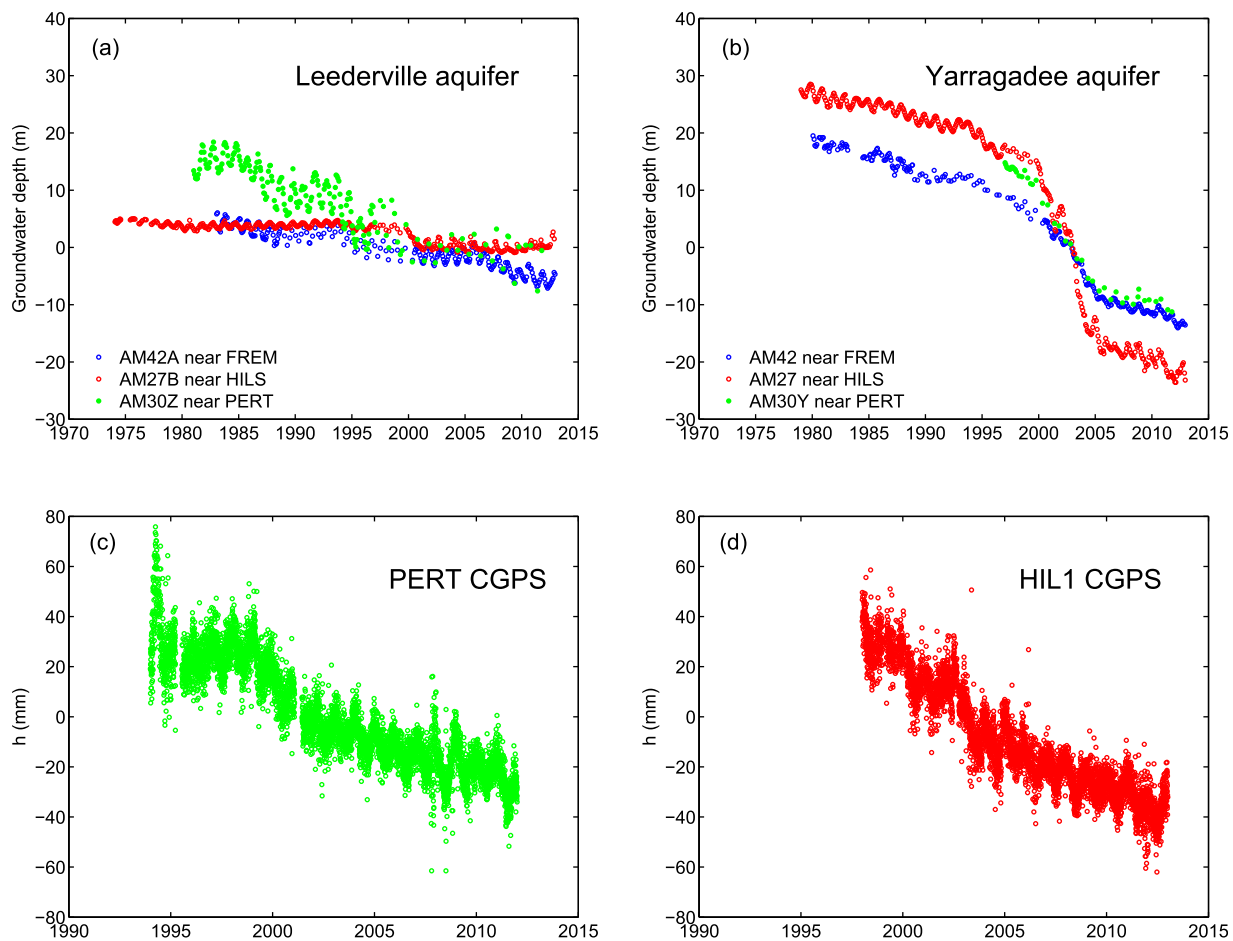 (a)
Leederville aquifer
Groundwater depth (m)
40
30
20
10
0
−10
−20
−30
AM42A near FREM
AM27B near HILS
AM30Z near PERT
1970 1975 1980 1985 1990 1995 2000 2005 2010 2015
(b)
Yarragadee aquifer
Groundwater depth (m)
40
30
20
10
0
−10
−20
−30
AM42 near FREM
AM27 near HILS
AM30Y near PERT
1970 1975 1980 1985 1990 1995 2000 2005 2010 2015
(c)
PERT CGPS
h (mm)
80
60
40
20
0
−20
−40
−60
−80
1990 1995 2000 2005 2010 2015
(d)
HIL1 CGPS
h (mm)
80
60
40
20
0
−20
−40
−60
−80
1990 1995 2000 2005 2010 2015